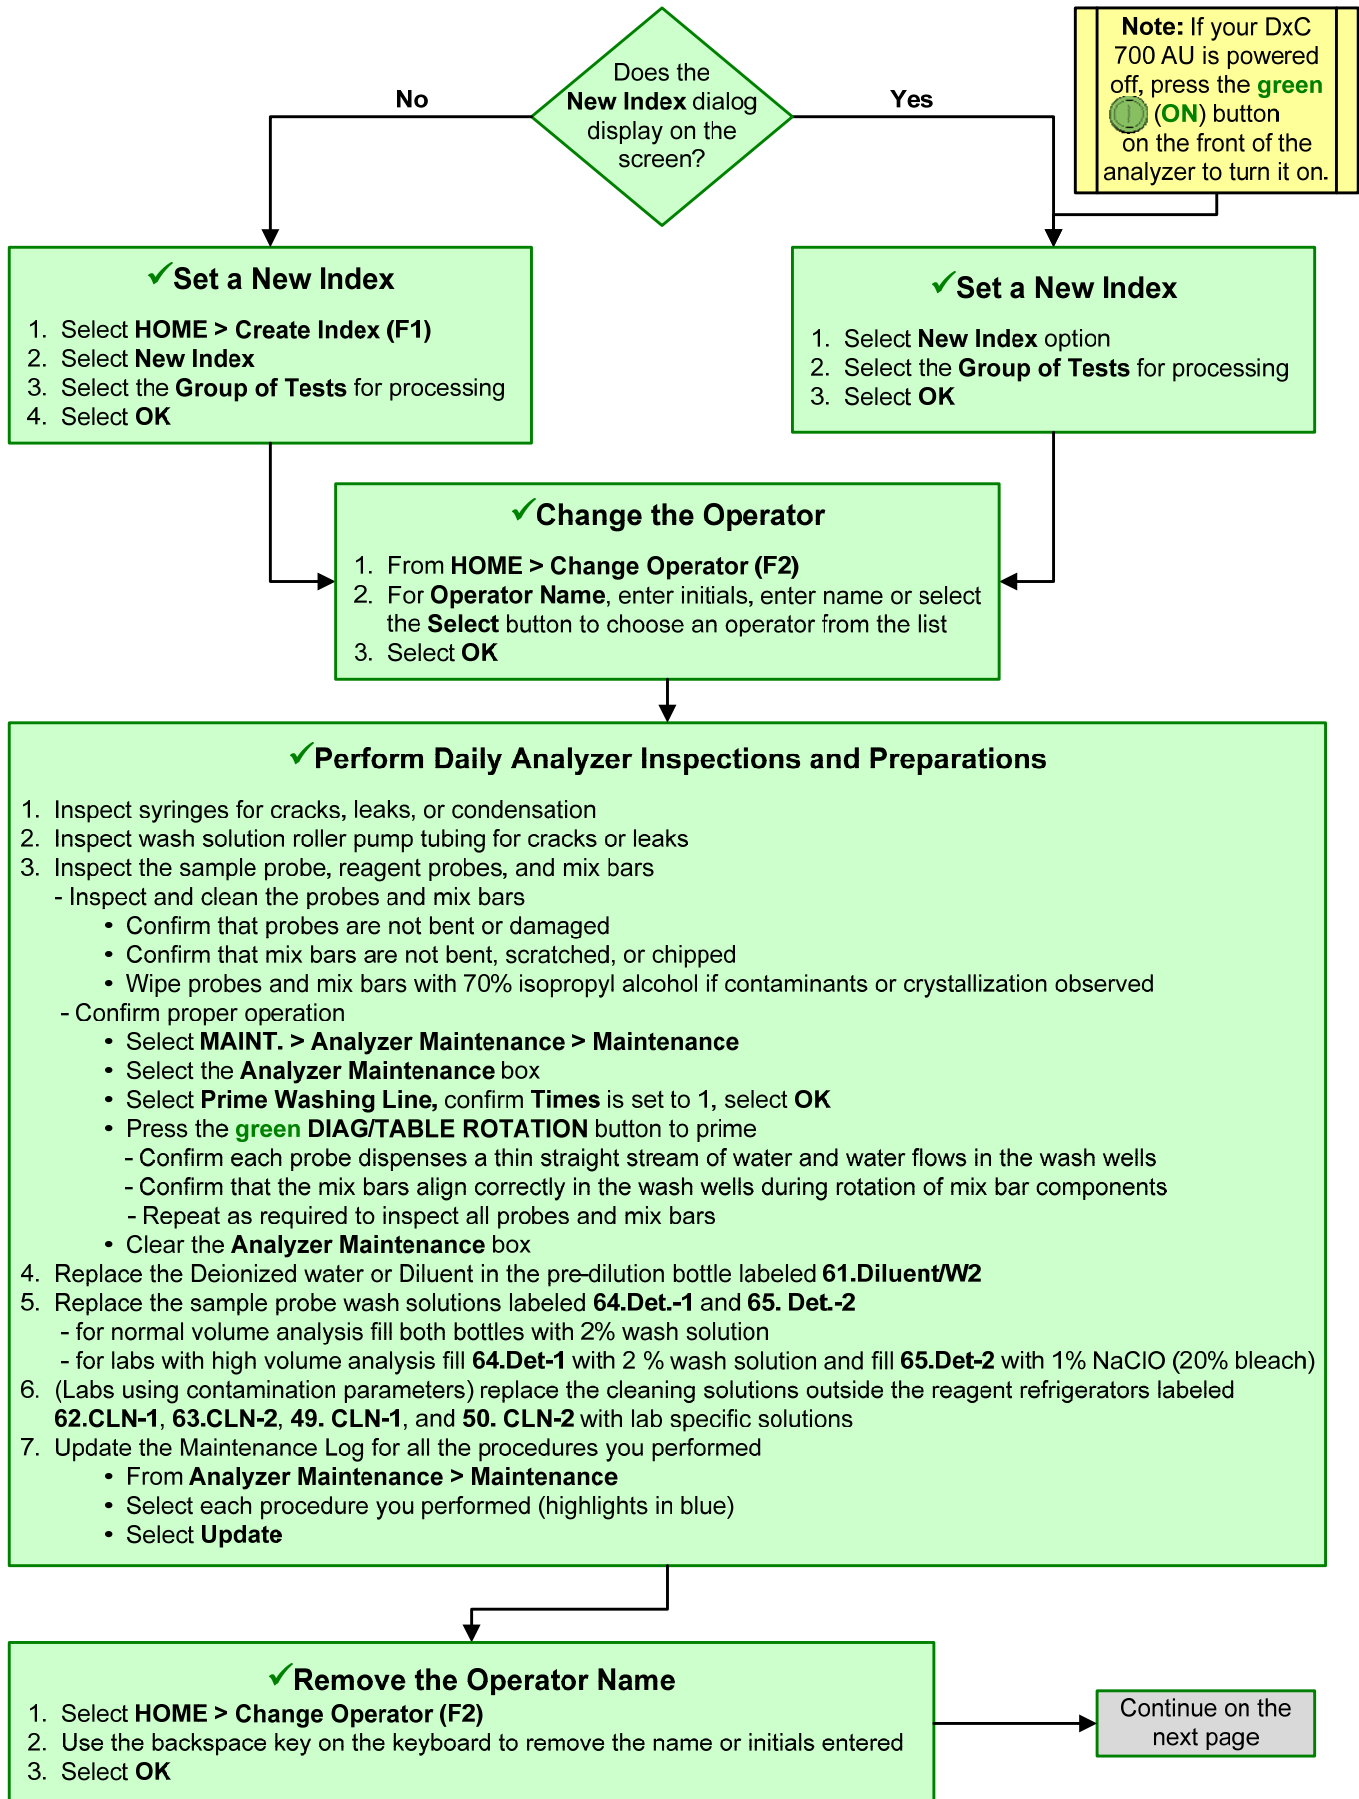 Does the
New Index dialog
display on the
screen?
No
Yes
Note: If your DxC
700 AU is powered
off, press the green
(ON) button
on the front of the
analyzer to turn it on.
✓Set a New Index
1. Select HOME > Create Index (F1)
2. Select New Index
3. Select the Group of Tests for processing
4. Select OK
✓Set a New Index
1. Select New Index option
2. Select the Group of Tests for processing
3. Select OK
✓Change the Operator
1. From HOME > Change Operator (F2)
2. For Operator Name, enter initials, enter name or select
the Select button to choose an operator from the list
3. Select OK
✓Perform Daily Analyzer Inspections and Preparations
1. Inspect syringes for cracks, leaks, or condensation
2. Inspect wash solution roller pump tubing for cracks or leaks
3. Inspect the sample probe, reagent probes, and mix bars
- Inspect and clean the probes and mix bars
• Confirm that probes are not bent or damaged
• Confirm that mix bars are not bent, scratched, or chipped
• Wipe probes and mix bars with 70% isopropyl alcohol if contaminants or crystallization observed
- Confirm proper operation
• Select MAINT. > Analyzer Maintenance > Maintenance
• Select the Analyzer Maintenance box
• Select Prime Washing Line, confirm Times is set to 1, select OK
• Press the green DIAG/TABLE ROTATION button to prime
- Confirm each probe dispenses a thin straight stream of water and water flows in the wash wells
- Confirm that the mix bars align correctly in the wash wells during rotation of mix bar components
- Repeat as required to inspect all probes and mix bars
• Clear the Analyzer Maintenance box
4. Replace the Deionized water or Diluent in the pre-dilution bottle labeled 61.Diluent/W2
5. Replace the sample probe wash solutions labeled 64.Det.-1 and 65. Det.-2
- for normal volume analysis fill both bottles with 2% wash solution
- for labs with high volume analysis fill 64.Det-1 with 2 % wash solution and fill 65.Det-2 with 1% NaClO (20% bleach)
6. (Labs using contamination parameters) replace the cleaning solutions outside the reagent refrigerators labeled
62.CLN-1, 63.CLN-2, 49. CLN-1, and 50. CLN-2 with lab specific solutions
7. Update the Maintenance Log for all the procedures you performed
• From Analyzer Maintenance > Maintenance
• Select each procedure you performed (highlights in blue)
• Select Update
✓Remove the Operator Name
1. Select HOME > Change Operator (F2)
2. Use the backspace key on the keyboard to remove the name or initials entered
3. Select OK
Continue on the
next page